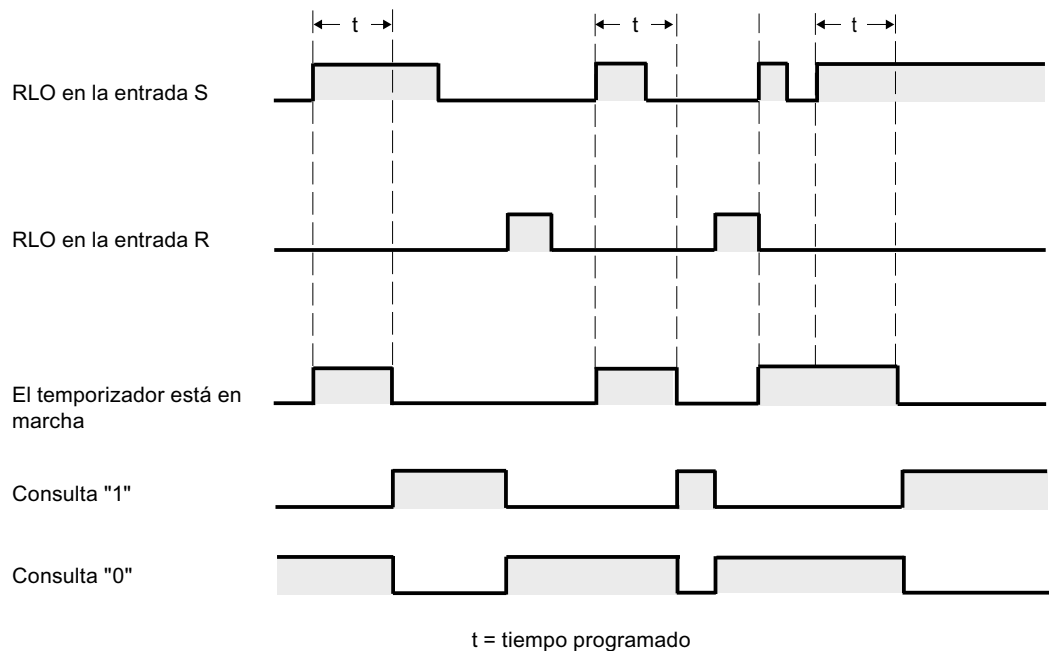 t
t
t
RLO en la entrada S
RLO en la entrada R
El temporizador está en
marcha
Consulta "1"
Consulta "0"
t = tiempo programado